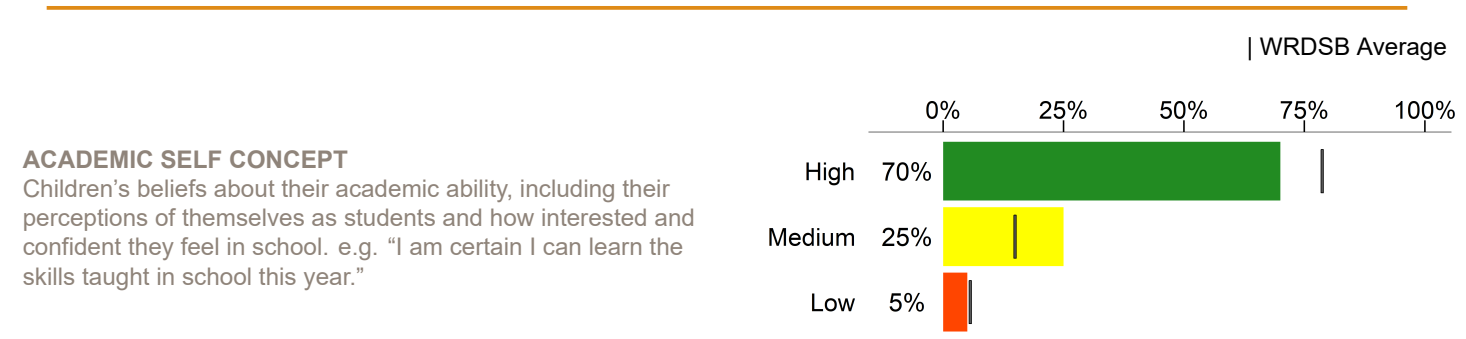 | WRDSB Average
0% 25% 50% 75% 100%
ACADEMIC SELF CONCEPT
Children’s beliefs about their academic ability, including their
perceptions of themselves as students and how interested and
confident they feel in school. e.g. “I am certain I can learn the
skills taught in school this year.”
High 70%
Medium 25%
Low 5%